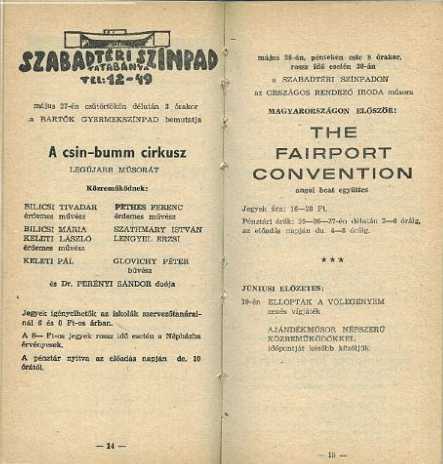 SZABADTÉRI SZÍNPAD
TATABÁNYA
TEL:12-49
május 27-én csütörtökön délután 3 órakor
a BARTÓK GYERMEKSZÍNPAD bemutatja
A csin-bumm cirkusz
LEGÚJABB MŰSORÁT
Közreműködnek:
BILICSI TIVADAR
érdemes művész
PETHES FERENC
érdemes művész
BILICSI MÁRIA
SZATHMÁRY ISTVÁN
KELETI LÁSZLÓ
érdemes művész
LENGYEL ERZSI
KELETI PÁL
GLOVICHY PÉTER
bűvész
és Dr. PERÉNYI SÁNDOR duója
Jegyek igényelhetők az iskolák szervezőtanárai-
nál 6 és 8 Ft-os árban.
A 8— Ft-os jegyek rossz idő esetén a Népházba
érvényesek.
A pénztár nyitva az előadás napján de. 10
órától.
— 14 —
május 28-án, pénteken este 8 órakor,
rossz idő esetén 30-án
a SZABADTÉRI SZÍNPADON
az ORSZÁGOS RENDEZŐ IRODA műsora
MAGYARORSZÁGON ELŐSZÖR:
THE
FAIRPORT
CONVENTION
angol beat együttes
Jegyek ára: 16—28 Ft.
Pénztári órák: 25—26—27-én délután 3—6 óráig,
az előadás napján du. 4—8 óráig.
***
JÚNIUSI ELŐZETES:
10-én ELLOPTÁK A VŐLEGÉNYEM
zenés vígjáték
AJÁNDÉKMŰSOR NÉPSZERŰ
KÖZREMŰKÖDŐKKEL
időpontját később közöljük
— 15 —